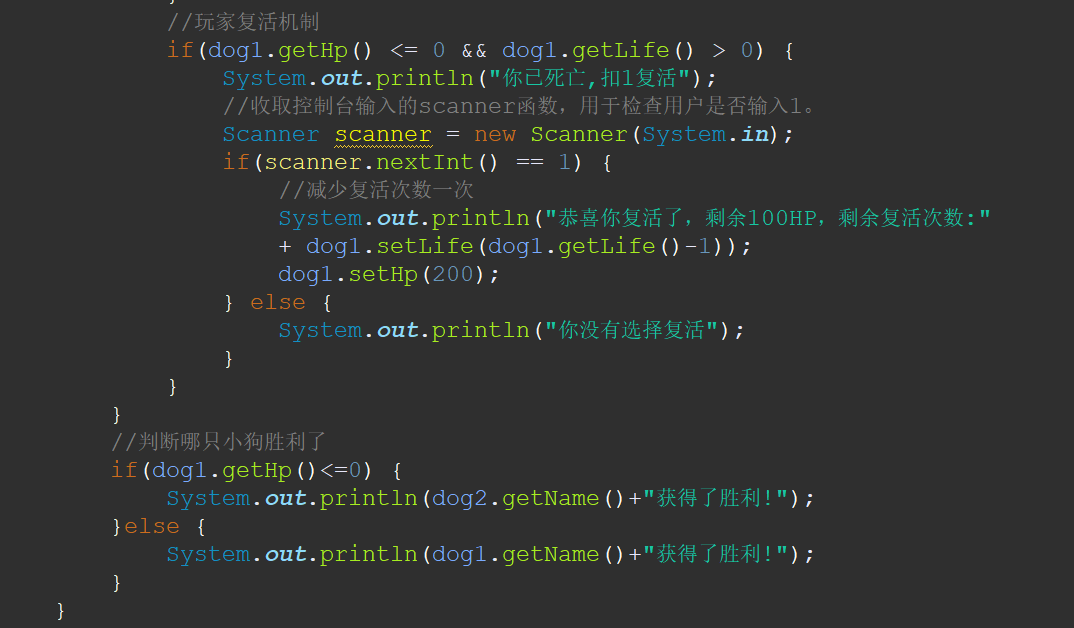 }
//玩家复活机制
if(dog1.getHp() <= 0 && dog1.getLife() > 0) {
System.out.println("你已死亡,扣1复活");
//收取控制台输入的scanner函数，用于检查用户是否输入1。
Scanner scanner = new Scanner(System.in);
if(scanner.nextInt() == 1) {
//减少复活次数一次
System.out.println("恭喜你复活了，剩余100HP，剩余复活次数:"
+ dog1.setLife(dog1.getLife()-1));
dog1.setHp(200);
} else {
System.out.println("你没有选择复活");
}
}
}
//判断哪只小狗胜利了
if(dog1.getHp()<=0) {
System.out.println(dog2.getName()+"获得了胜利!");
}else {
System.out.println(dog1.getName()+"获得了胜利!");
}
}